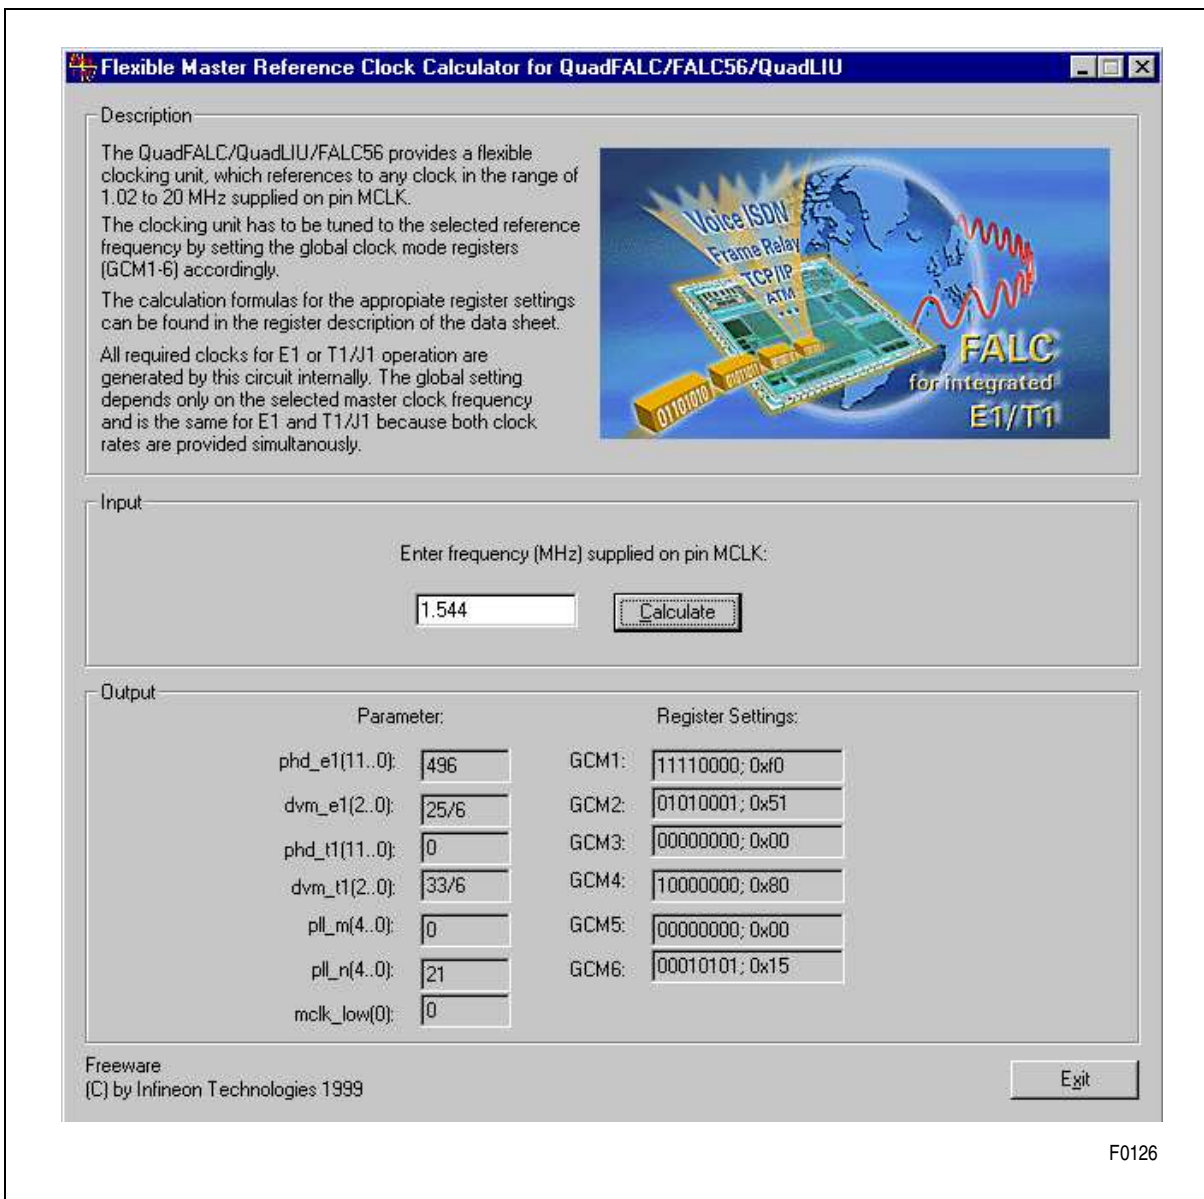 Flexible Master Reference Clock Calculator for QuadFALC/FALC56/QuadLIU
Description
The QuadFALC/QuadLIU/FALC56 provides a flexible
clocking unit, which references to any clock in the range of
1.02 to 20 MHz supplied on pin MCLK.
The clocking unit has to be tuned to the selected reference
frequency by setting the global clock mode registers
(GCM1-6) accordingly.
The calculation formulas for the appropiate register settings
can be found in the register description of the data sheet.
All required clocks for E1 or T1/J1 operation are
generated by this circuit internally. The global setting
depends only on the selected master clock frequency
and is the same for E1 and T1/J1 because both clock
rates are provided simultanously.
Voice ISDN
Frame Relay
TCP/IP
ATM
...
01101010
01011011
0101
FALC
for integrated
E1/T1
Input
Enter frequency (MHz) supplied on pin MCLK:
1.544
Calculate
Output
Parameter:
Register Settings:
phd_e1(11..0): 496 GCM1: 11110000; 0xf0
dvm_e1(2..0): 25/6 GCM2: 01010001; 0x51
phd_t1(11..0): 0 GCM3: 00000000; 0x00
dvm_t1(2..0): 33/6 GCM4: 10000000; 0x80
pll_m(4..0): 0 GCM5: 00000000; 0x00
pll_n(4..0): 21 GCM6: 00010101; 0x15
mclk_low(0): 0
Freeware
(C) by Infineon Technologies 1999
Exit
F0126